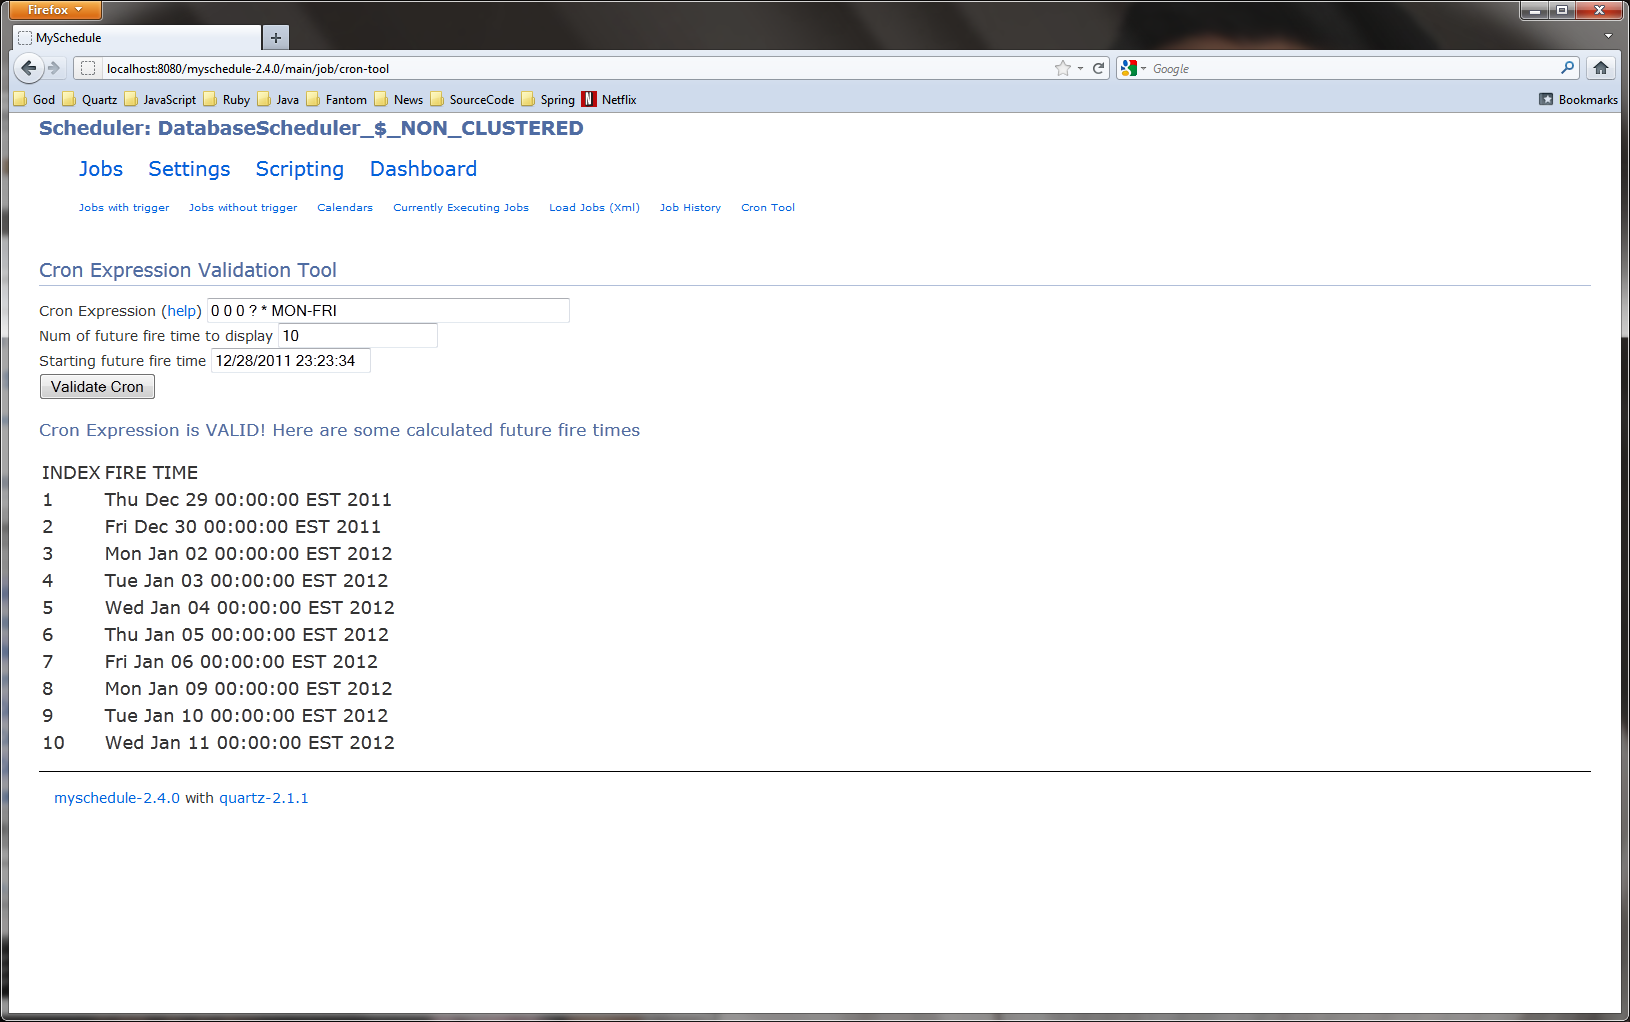 Firefox
MySchedule
localhost:8080/myschedule-2.4.0/main/job/cron-tool
Google
God Quartz JavaScript Ruby Java Fantom News SourceCode Spring Netflix Bookmarks
Scheduler: DatabaseScheduler_$_NON_CLUSTERED
Jobs Settings Scripting Dashboard
Jobs with trigger Jobs without trigger Calendars Currently Executing Jobs Load Jobs (Xml) Job History Cron Tool
Cron Expression Validation Tool
Cron Expression (help) 0 0 0 ? * MON-FRI
Num of future fire time to display 10
Starting future fire time 12/28/2011 23:23:34
Validate Cron
Cron Expression is VALID! Here are some calculated future fire times
INDEX FIRE TIME
1 Thu Dec 29 00:00:00 EST 2011
2 Fri Dec 30 00:00:00 EST 2011
3 Mon Jan 02 00:00:00 EST 2012
4 Tue Jan 03 00:00:00 EST 2012
5 Wed Jan 04 00:00:00 EST 2012
6 Thu Jan 05 00:00:00 EST 2012
7 Fri Jan 06 00:00:00 EST 2012
8 Mon Jan 09 00:00:00 EST 2012
9 Tue Jan 10 00:00:00 EST 2012
10 Wed Jan 11 00:00:00 EST 2012
myschedule-2.4.0 with quartz-2.1.1